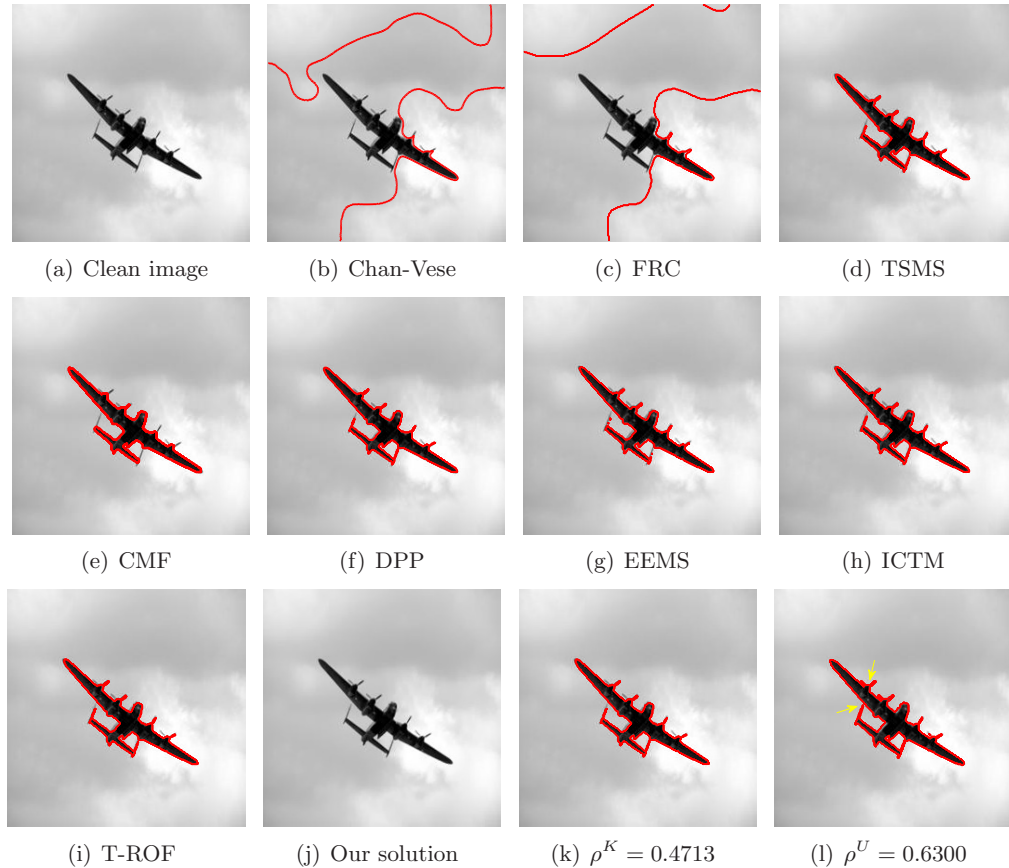 (a) Clean image
(b) Chan-Vese
(c) FRC
(d) TSMS
(e) CMF
(f) DPP
(g) EEMS
(h) ICTM
(i) T-ROF
(j) Our solution
(k) ρ^K = 0.4713
(l) ρ^U = 0.6300